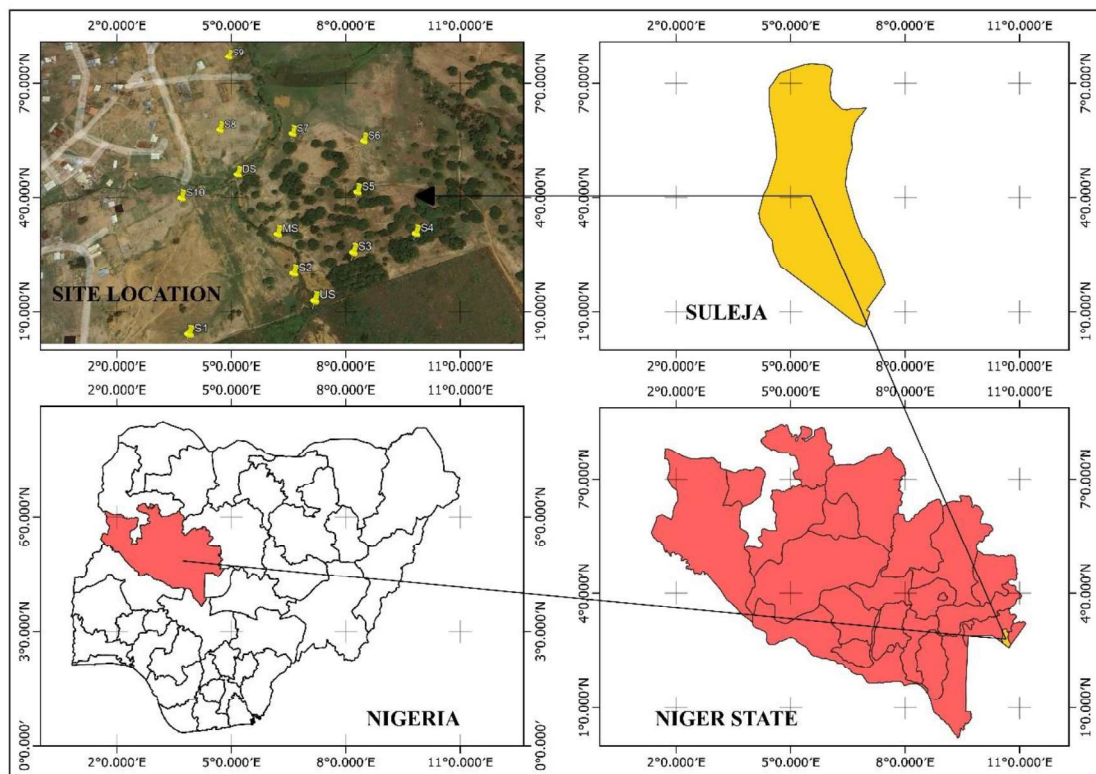 2°0.000′E 5°0.000′E 8°0.000′E 11°0.000′E
7°0.000′N
4°0.000′N
1°0.000′N
S9
S8
S7
S6
DS
S10
S5
MS
S4
S3
S2
US
S1
SITE LOCATION
7°0.000′N
4°0.000′N
1°0.000′N
2°0.000′E 5°0.000′E 8°0.000′E 11°0.000′E
2°0.000′E 5°0.000′E 8°0.000′E 11°0.000′E
7°0.000′N
4°0.000′N
1°0.000′N
SULEJA
7°0.000′N
4°0.000′N
1°0.000′N
2°0.000′E 5°0.000′E 8°0.000′E 11°0.000′E
2°0.000′E 5°0.000′E 8°0.000′E 11°0.000′E
6°0.000′N
3°0.000′N
0°0.000′
NIGERIA
6°0.000′N
3°0.000′N
0°0.000′
2°0.000′E 5°0.000′E 8°0.000′E 11°0.000′E
2°0.000′E 5°0.000′E 8°0.000′E 11°0.000′E
7°0.000′N
4°0.000′N
1°0.000′N
NIGER STATE
7°0.000′N
4°0.000′N
1°0.000′N
2°0.000′E 5°0.000′E 8°0.000′E 11°0.000′E